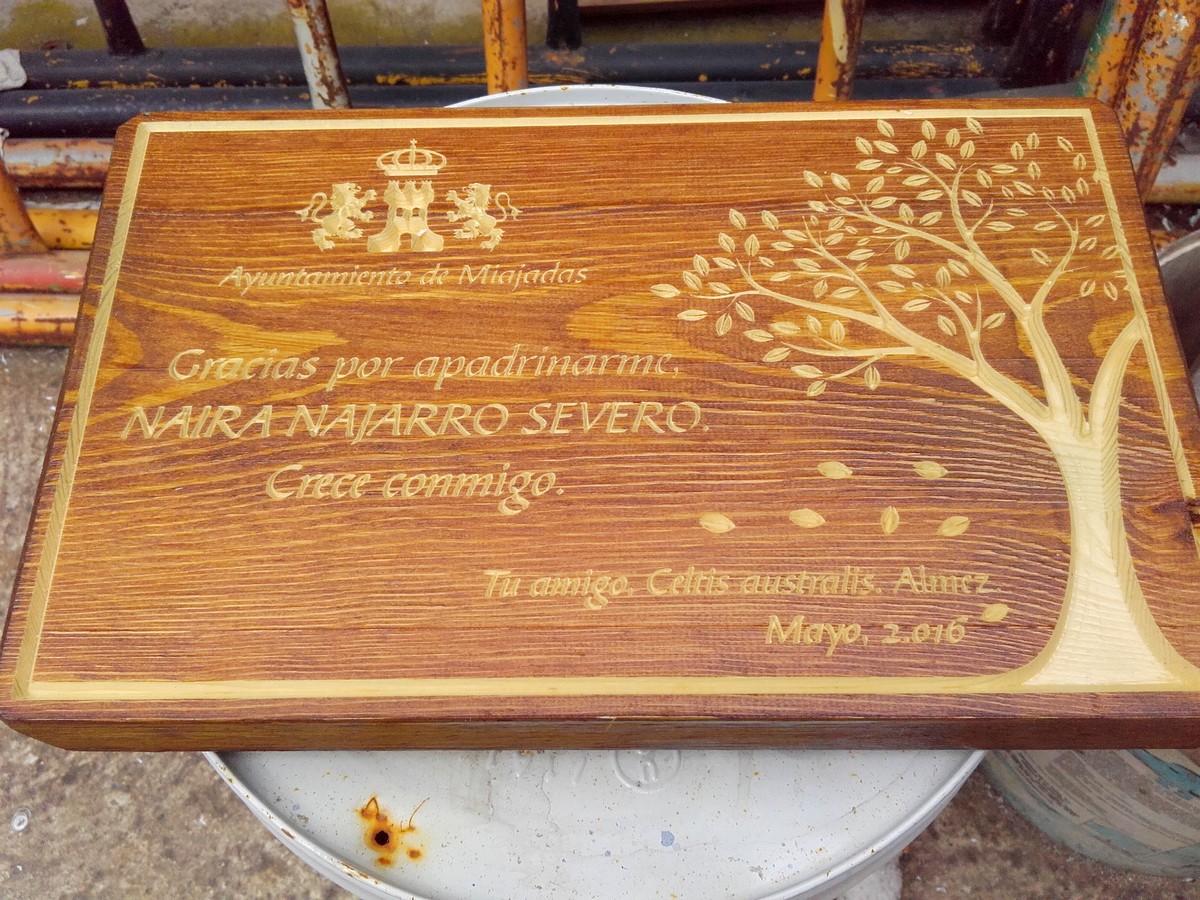 Ayuntamiento de Miajadas
Gracias por apadrinarme,
NAIRA NAJARRO SEVERO.
Crece conmigo.
Tu amigo, Celtis australis. Almez.
Mayo, 2.016